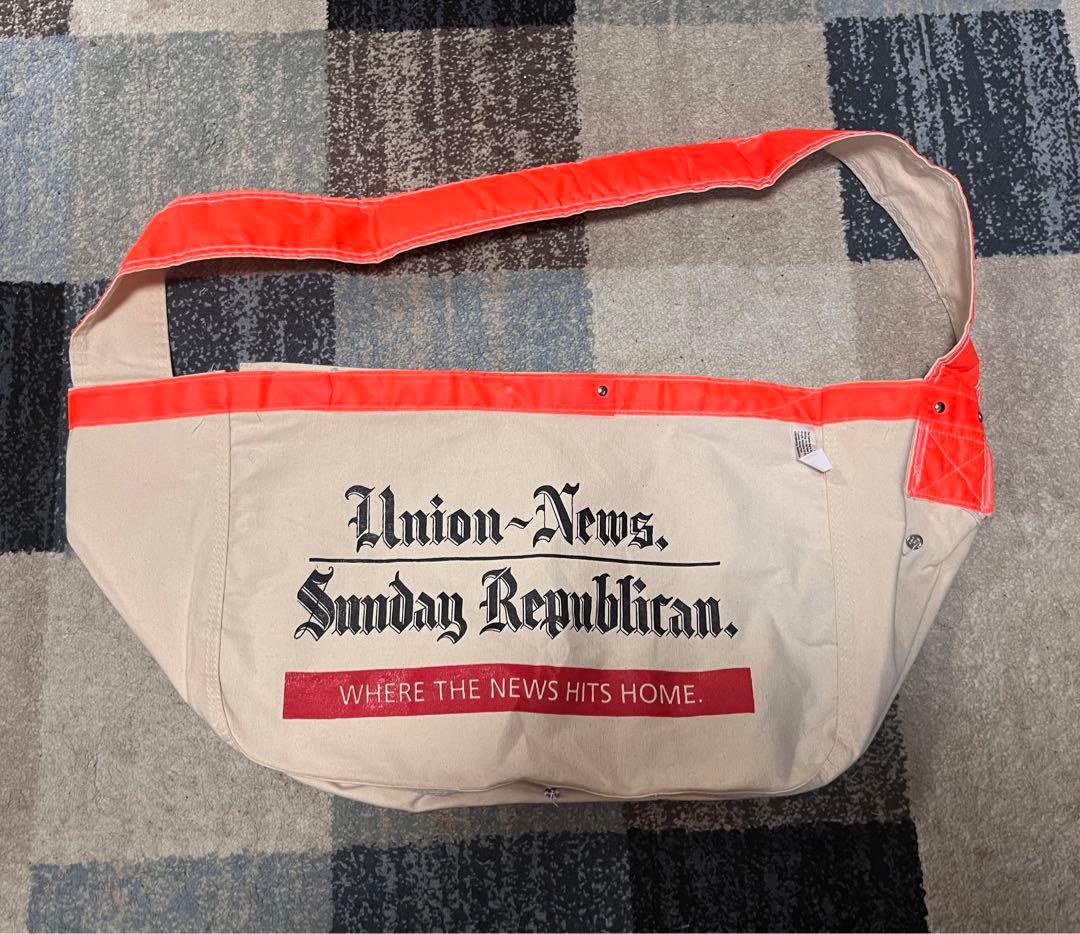 Union-News.
Sunday Republican.
WHERE THE NEWS HITS HOME.